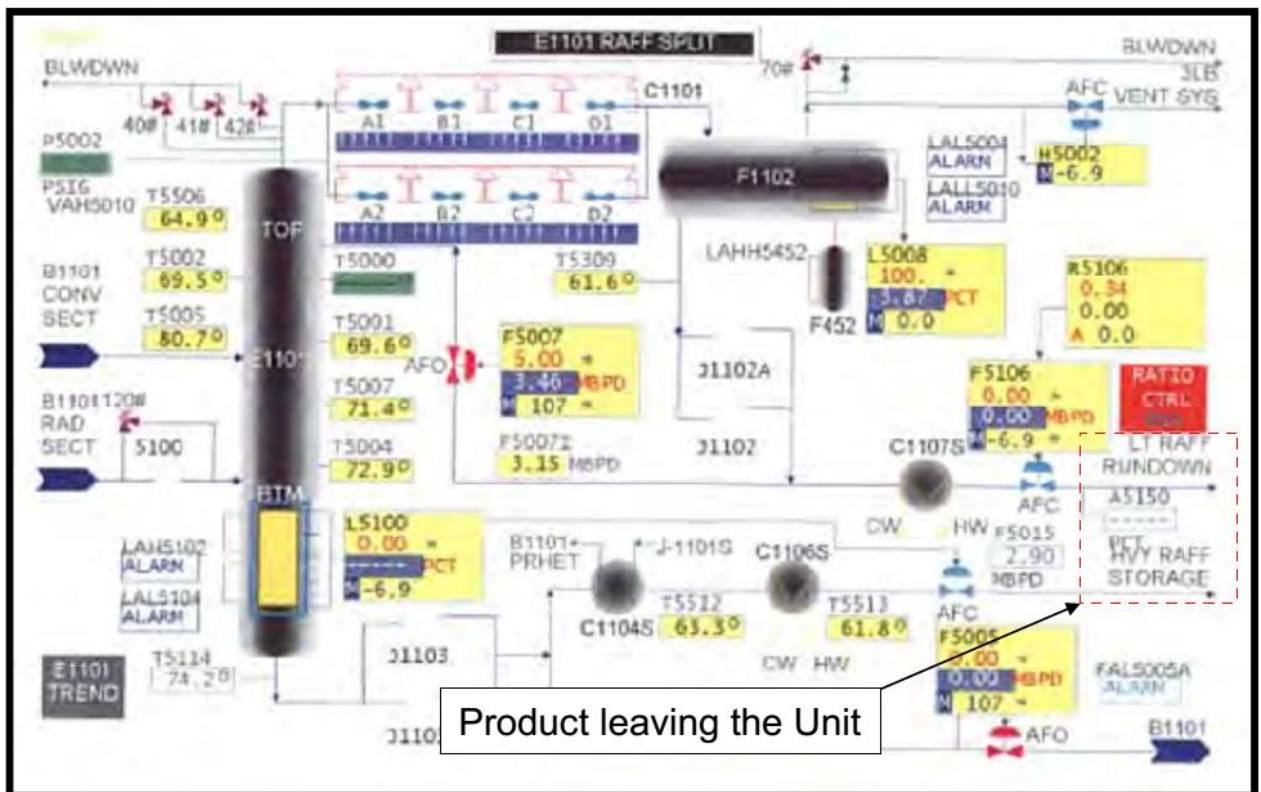 E1101 RAFF SPLIT
BLWDWN
40# 41# 42#
P5002
PSIG
VAH5010
T5506
64.9°
T5002
69.5°
T5005
80.7°
B1101
CONV
SECT
B1101 120#
RAD
SECT
5100
TOP
E1101
BTM
A1 B1 C1 D1
C1101
A2 B2 C2 D2
70#
BLWDWN
3LB
VENT SYS
AFC
H5002
M -6.9
LAL5004
ALARM
LALL5010
ALARM
F1102
T5000
T5309
61.6°
LAHH5452
F452
L5008
100.
3.87 PCT
M 0.0
R5106
0.34
0.00
A 0.0
T5001
69.6°
T5007
71.4°
T5004
72.9°
AFO
F5007
5.00
3.46 MBPD
M 107
F5007Z
3.15 MBPD
J1102A
J1102
F5106
0.00
0.00 MBPD
M -6.9
RATIO
CTRL
C1107S
CW HW
AFC
LT RAFF
RUNDOWN
A5150
-----
PCT
HVY RAFF
STORAGE
F5015
2.90
MBPD
LAH5102
ALARM
LAL5104
ALARM
L5100
0.00
----- PCT
M -6.9
B1101
PRHET
J-1101S
C1104S
T5512
63.3°
C1106S
T5513
61.8°
CW HW
AFC
F5005
0.00
0.00 MBPD
M 107
FAL5005A
ALARM
AFO
B1101
E1101
TREND
T5114
74.2°
J1103
Product leaving the Unit